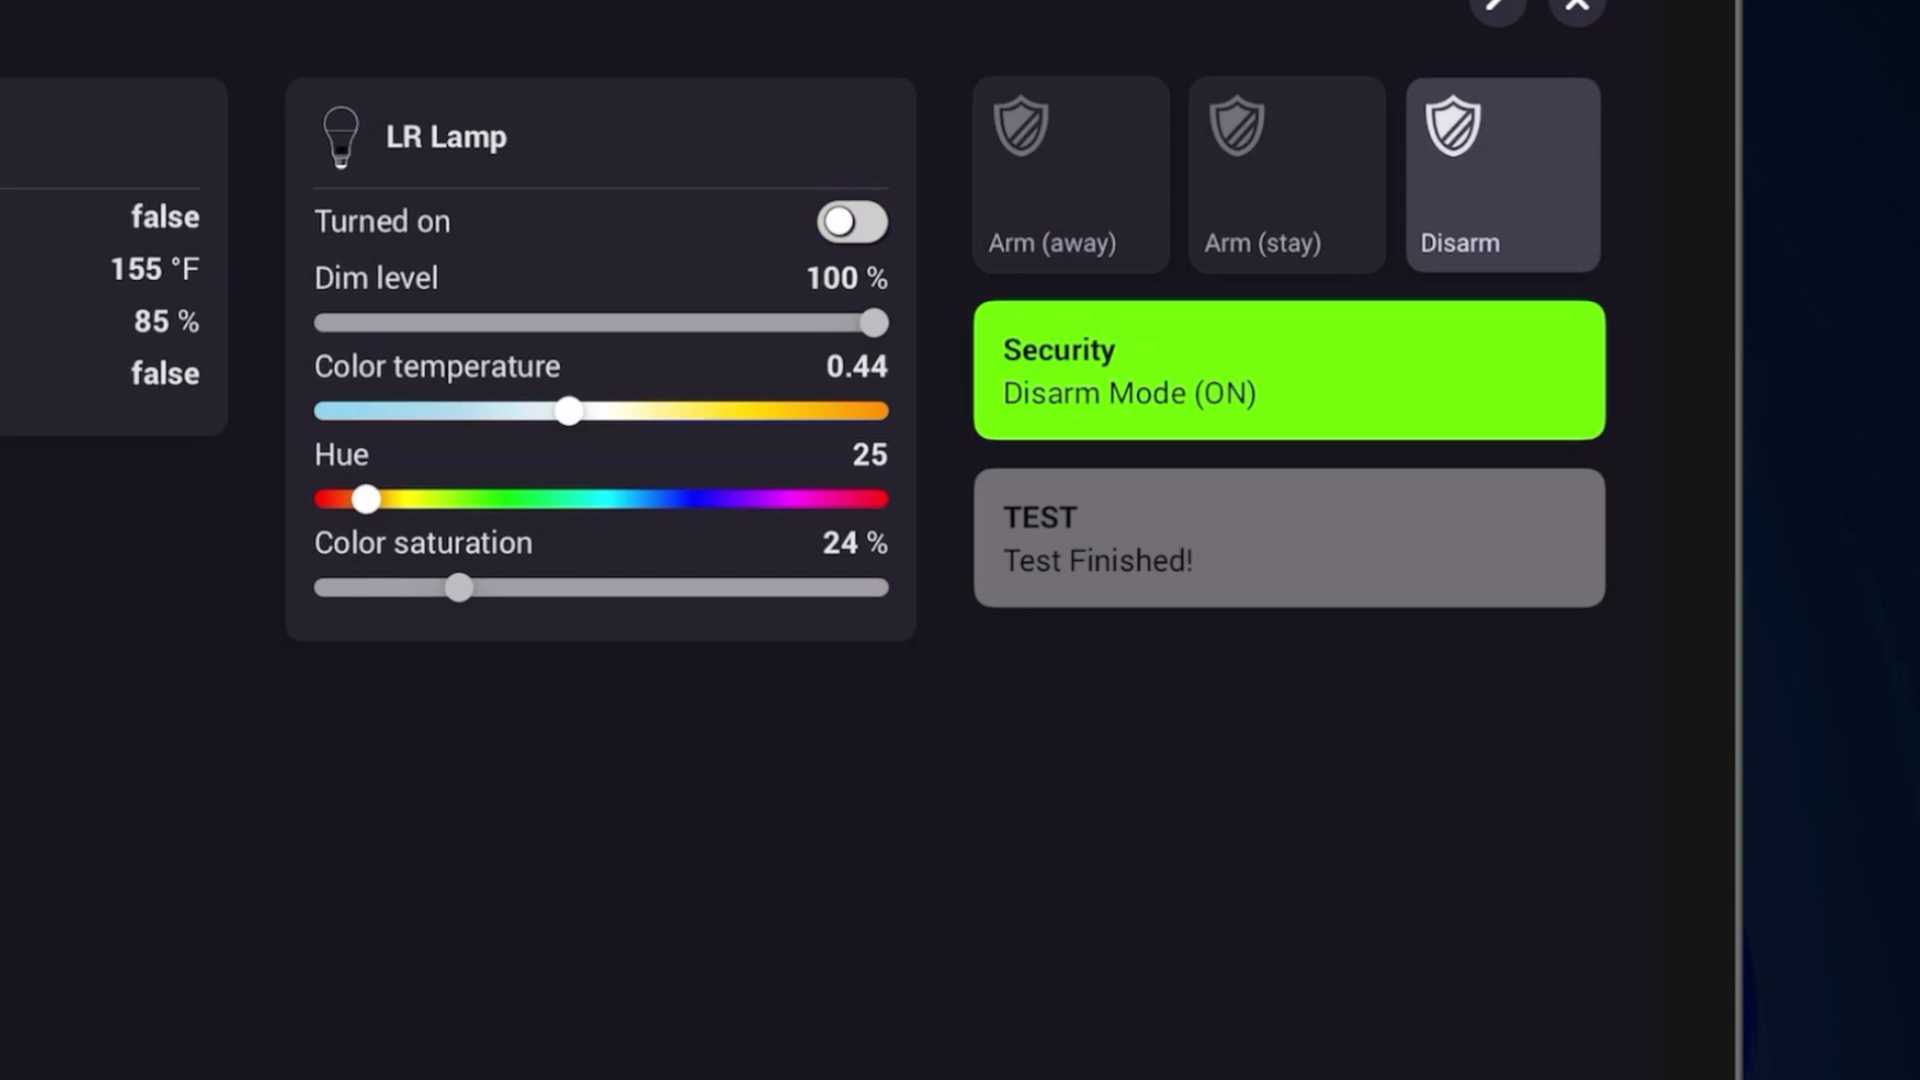 false
155 °F
85 %
false
LR Lamp
Turned on
Dim level 100 %
Color temperature 0.44
Hue 25
Color saturation 24 %
Arm (away)
Arm (stay)
Disarm
Security
Disarm Mode (ON)
TEST
Test Finished!